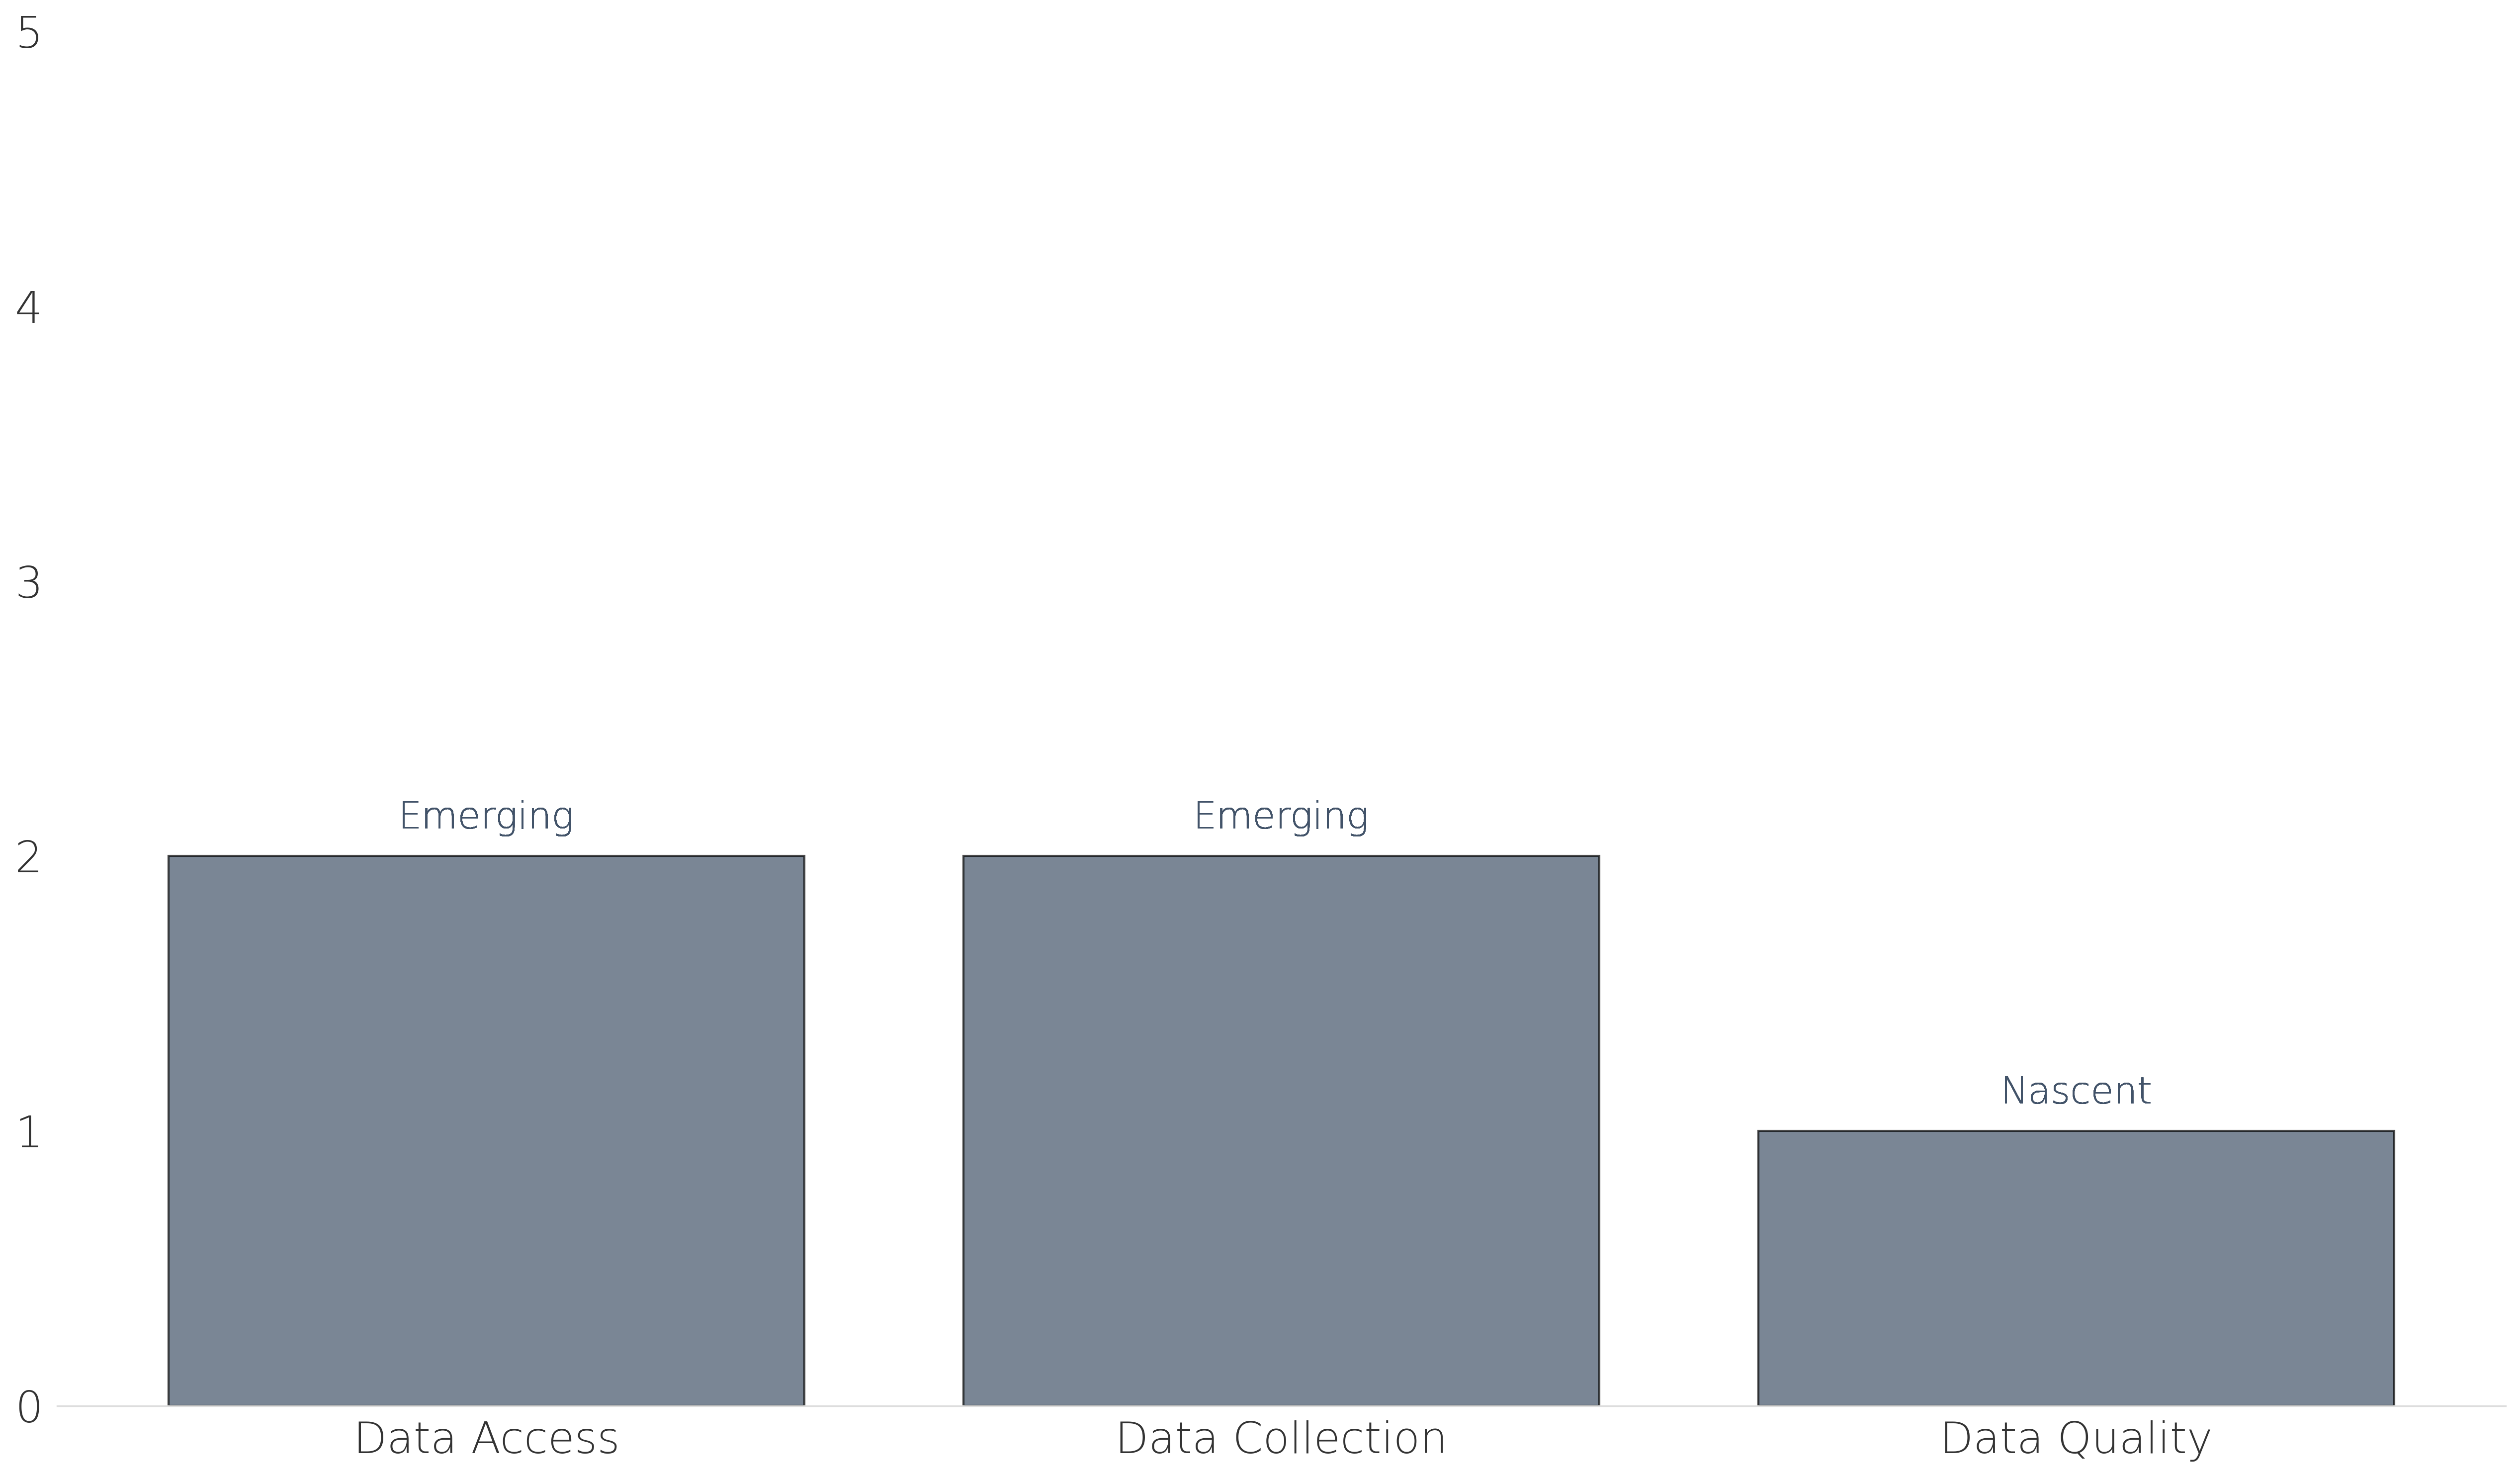 5
4
3
2
1
0
Emerging
Emerging
Nascent
Data Access
Data Collection
Data Quality